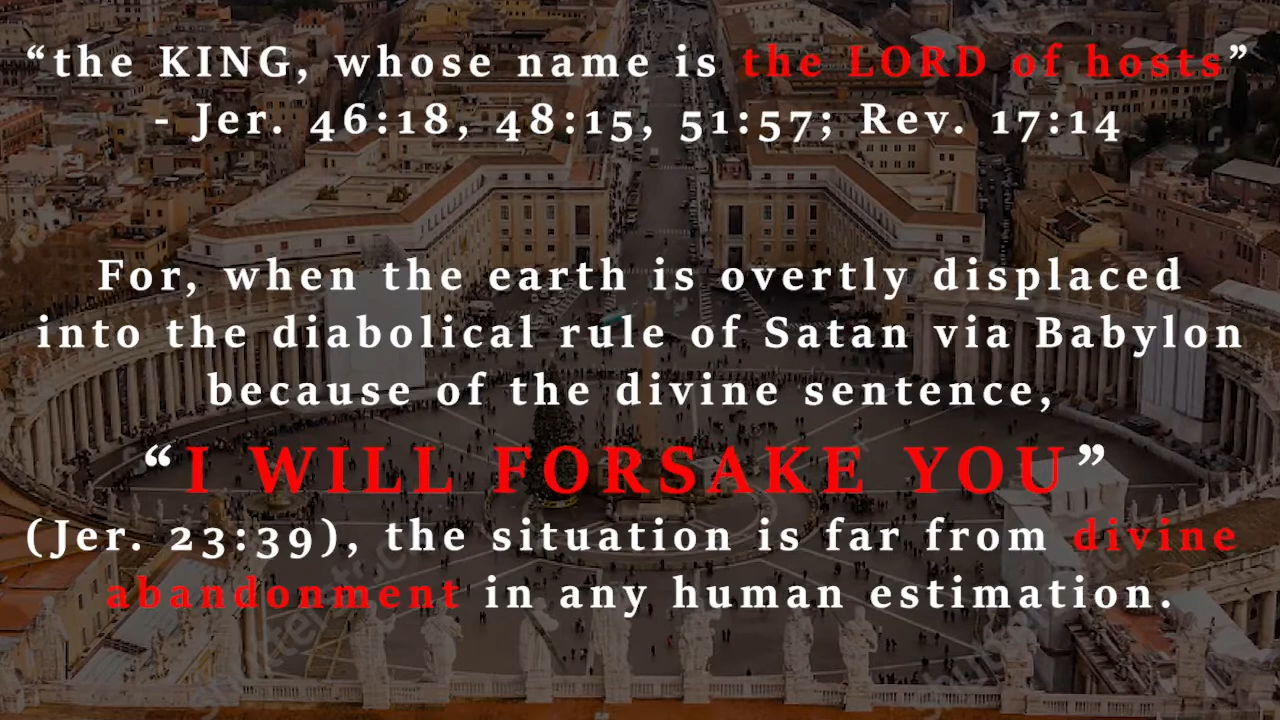 “the KING, whose name is the LORD of hosts”
- Jer. 46:18, 48:15, 51:57; Rev. 17:14
For, when the earth is overtly displaced
into the diabolical rule of Satan via Babylon
because of the divine sentence,
“I WILL FORSAKE YOU”
(Jer. 23:39), the situation is far from divine
abandonment in any human estimation.